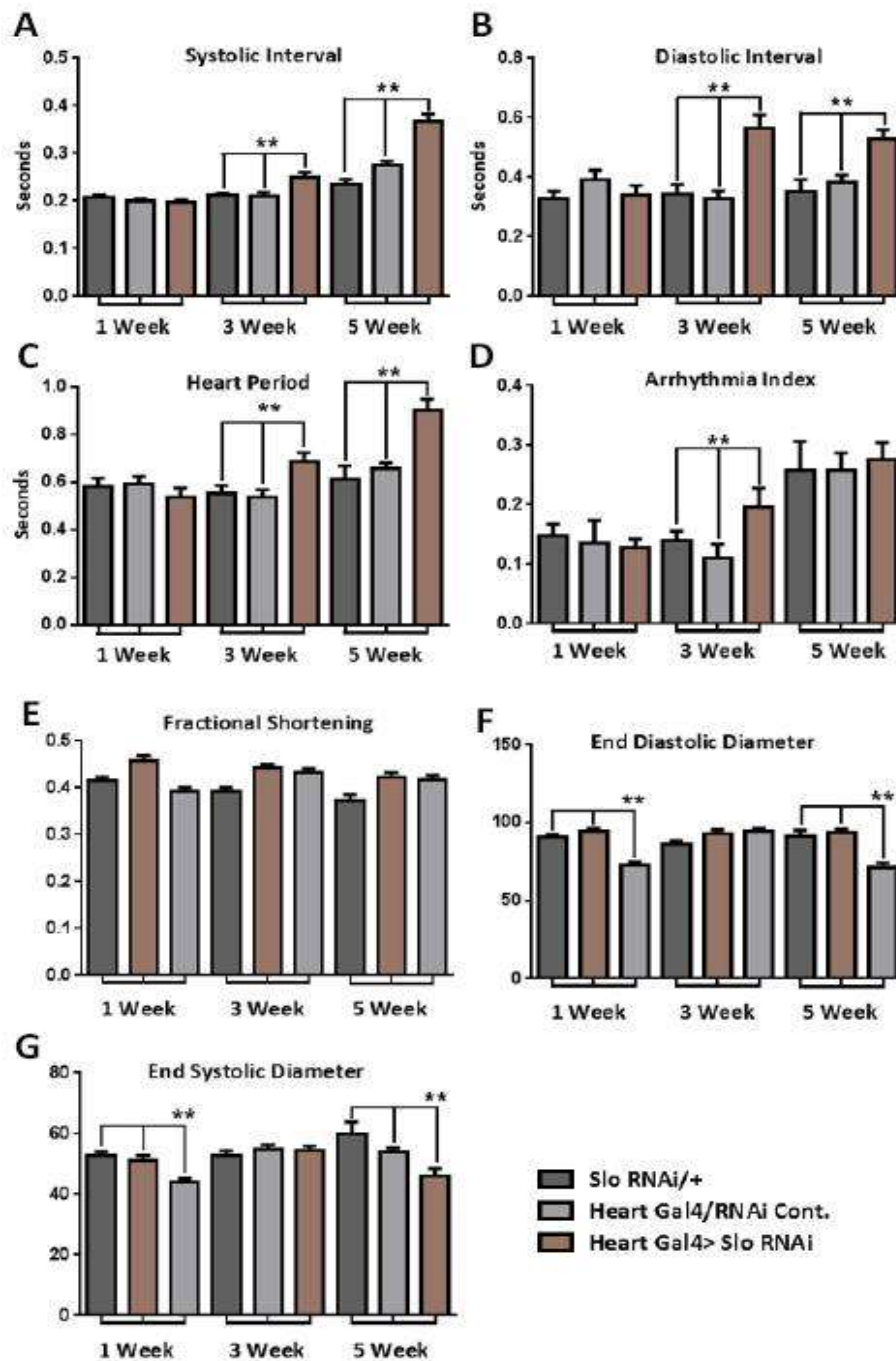 A
Systolic Interval
0.5
0.4
0.3
0.2
0.1
0.0
Seconds
**
**
1 Week 3 Week 5 Week
B
Diastolic Interval
0.8
0.6
0.4
0.2
0.0
Seconds
**
**
1 Week 3 Week 5 Week
C
Heart Period
1.0
0.8
0.6
0.4
0.2
0.0
Seconds
**
**
1 Week 3 Week 5 Week
D
Arrhythmia Index
0.4
0.3
0.2
0.1
0.0
**
1 Week 3 Week 5 Week
E
Fractional Shortening
0.5
0.4
0.3
0.2
0.1
0.0
1 Week 3 Week 5 Week
F
End Diastolic Diameter
150
100
50
0
**
**
1 Week 3 Week 5 Week
G
End Systolic Diameter
80
60
40
20
0
**
**
1 Week 3 Week 5 Week
Slo RNAi/+
Heart Gal4/RNAi Cont.
Heart Gal4> Slo RNAi